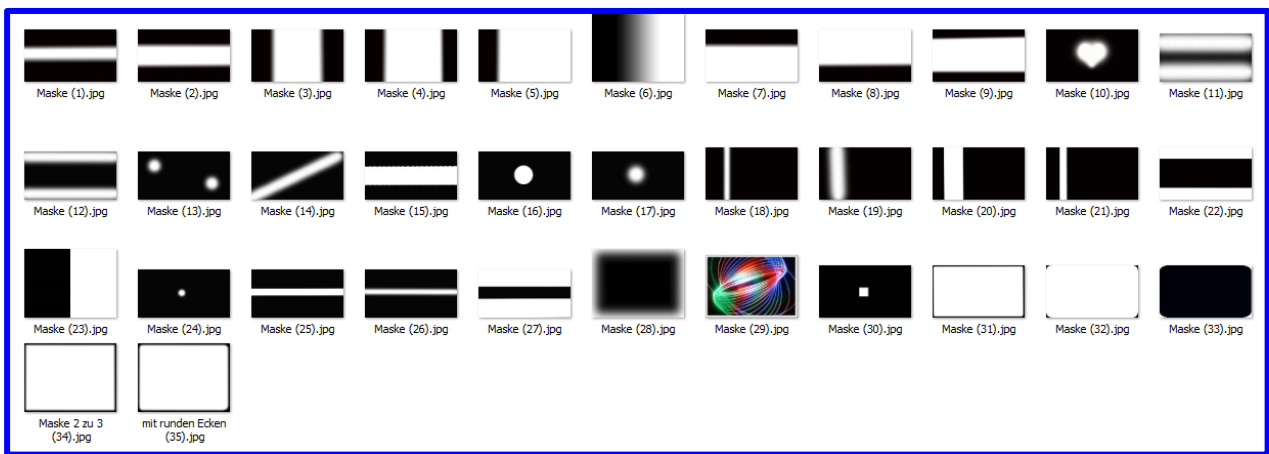 Maske (1).jpg
Maske (2).jpg
Maske (3).jpg
Maske (4).jpg
Maske (5).jpg
Maske (6).jpg
Maske (7).jpg
Maske (8).jpg
Maske (9).jpg
Maske (10).jpg
Maske (11).jpg
Maske (12).jpg
Maske (13).jpg
Maske (14).jpg
Maske (15).jpg
Maske (16).jpg
Maske (17).jpg
Maske (18).jpg
Maske (19).jpg
Maske (20).jpg
Maske (21).jpg
Maske (22).jpg
Maske (23).jpg
Maske (24).jpg
Maske (25).jpg
Maske (26).jpg
Maske (27).jpg
Maske (28).jpg
Maske (29).jpg
Maske (30).jpg
Maske (31).jpg
Maske (32).jpg
Maske (33).jpg
Maske 2 zu 3
(34).jpg
mit runden Ecken
(35).jpg